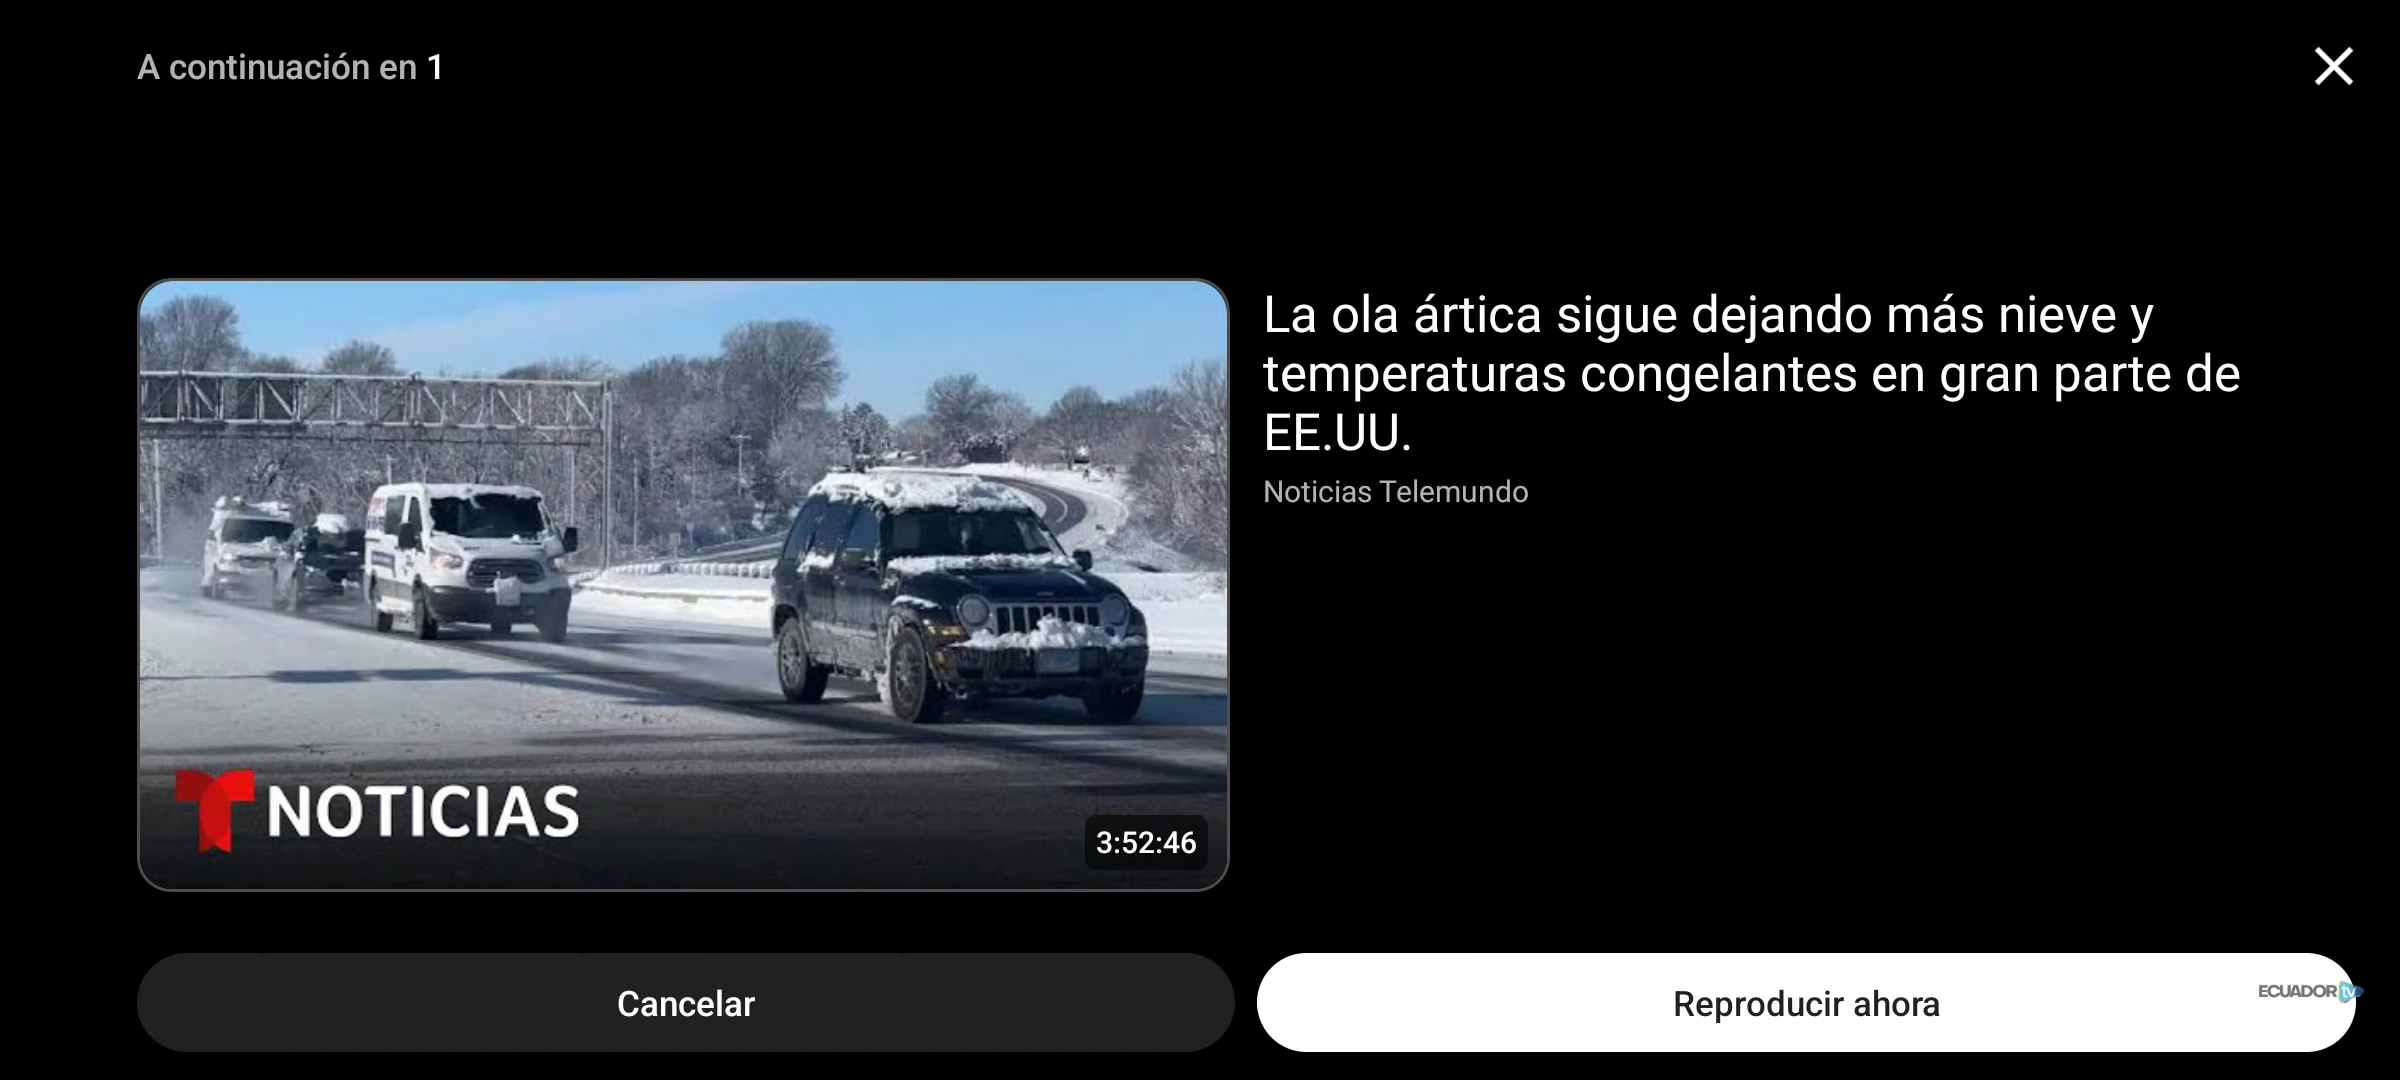 A continuación en 1
La ola ártica sigue dejando más nieve y
temperaturas congelantes en gran parte de
EE.UU.
Noticias Telemundo
NOTICIAS
3:52:46
Cancelar
Reproducir ahora
ECUADOR tv